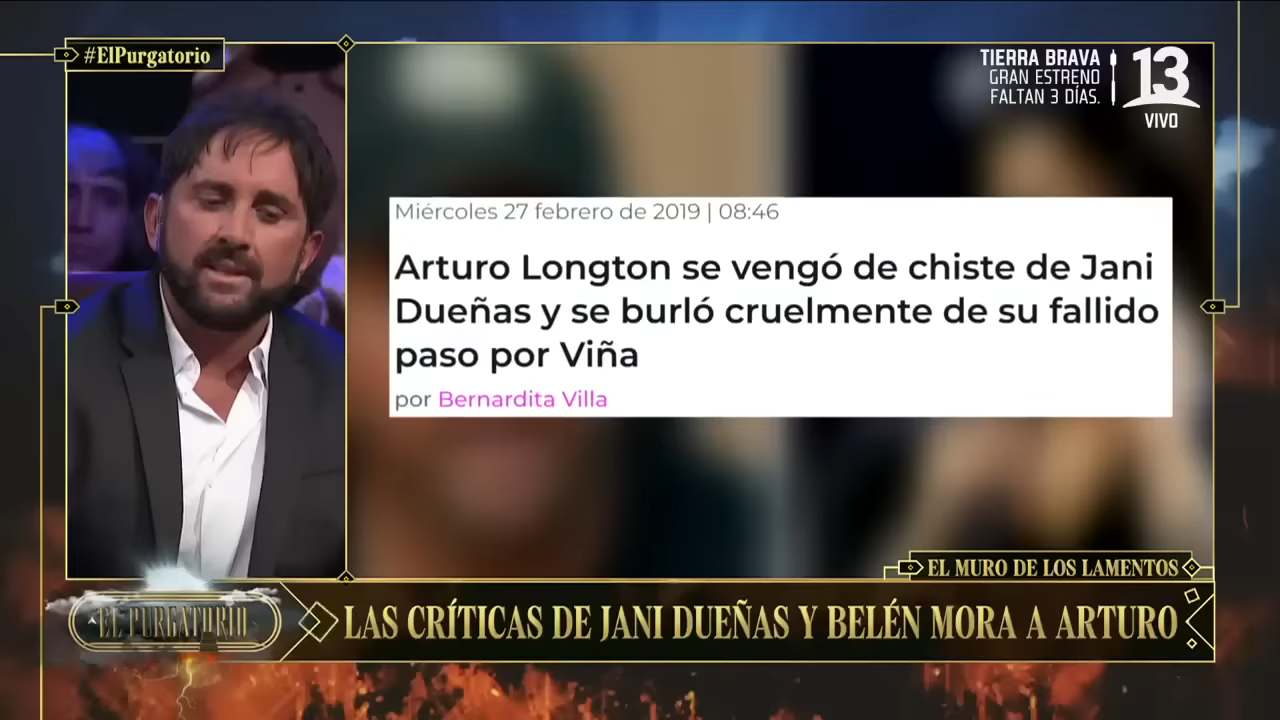 #ElPurgatorio
TIERRA BRAVA
GRAN ESTRENO
FALTAN 3 DÍAS.
13
VIVO
Miércoles 27 febrero de 2019 | 08:46
Arturo Longton se vengó de chiste de Jani
Dueñas y se burló cruelmente de su fallido
paso por Viña
por Bernardita Villa
EL MURO DE LOS LAMENTOS
EL PURGATORIO
LAS CRÍTICAS DE JANI DUEÑAS Y BELÉN MORA A ARTURO